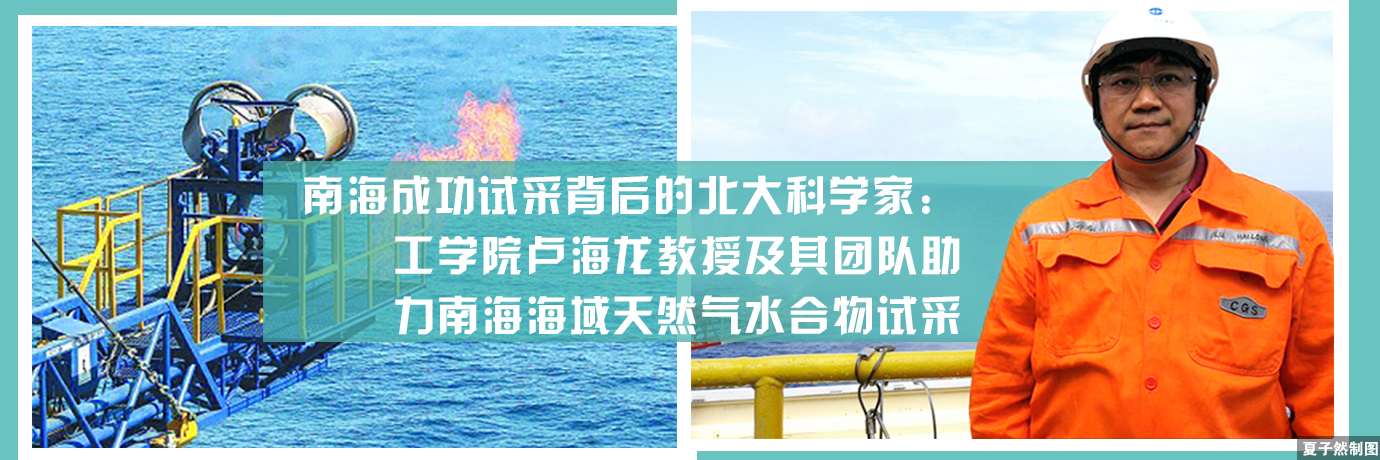 南海成功试采背后的北大科学家：
工学院卢海龙教授及其团队助
力南海海域天然气水合物试采
LU HAILONG
CGS
夏子然制图